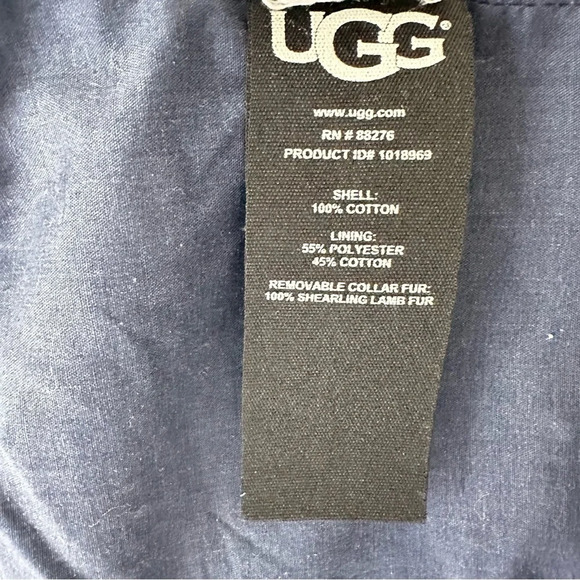 UGG®
www.ugg.com
RN # 88276
PRODUCT ID# 1018969
SHELL:
100% COTTON
LINING:
55% POLYESTER
45% COTTON
REMOVABLE COLLAR FUR:
100% SHEARLING LAMB FUR